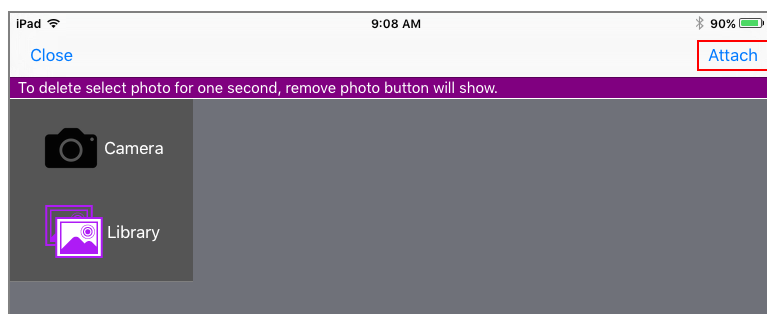 iPad 9:08 AM 90%
Close Attach
To delete select photo for one second, remove photo button will show.
Camera
Library